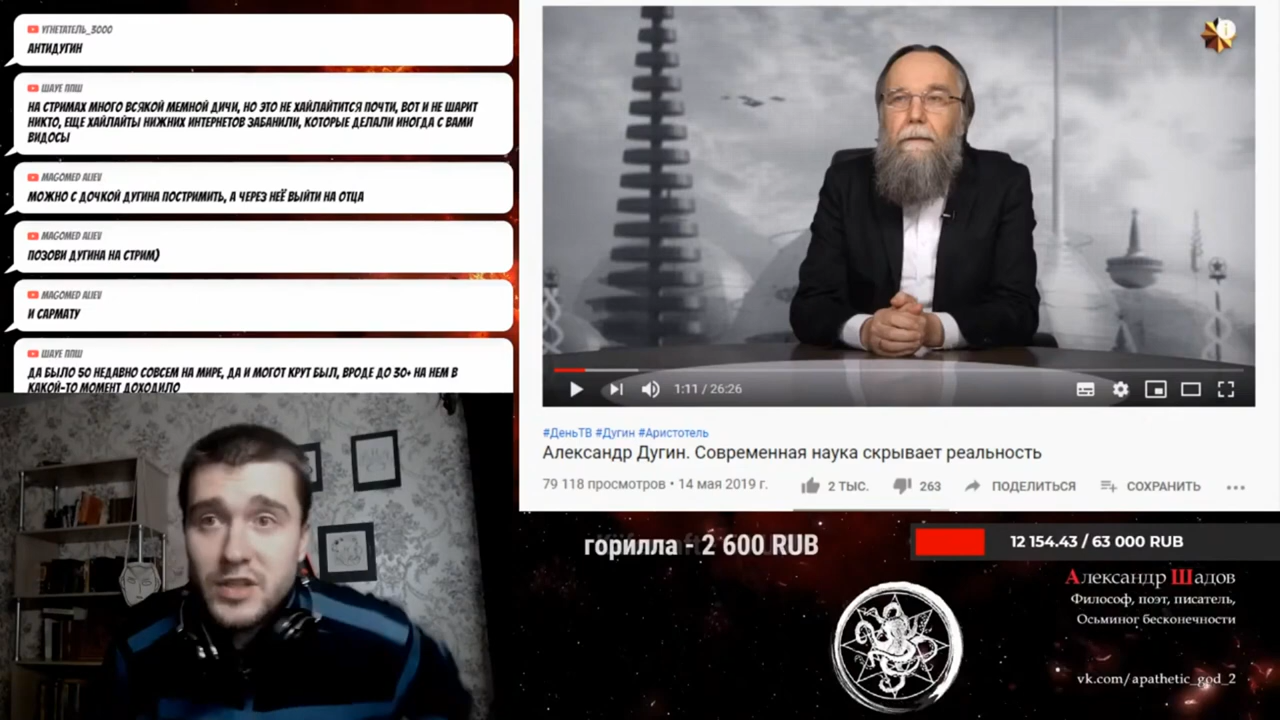 УГНЕТАТЕЛЬ_3000
АНТИДУГИН
ШАУЕ ППШ
НА СТРИМАХ МНОГО ВСЯКОЙ МЕМНОЙ ДИЧИ, НО ЭТО НЕ ХАЙЛАЙТИТСЯ ПОЧТИ, ВОТ И НЕ ШАРИТ
НИКТО, ЕЩЕ ХАЙЛАЙТЫ НИЖНИХ ИНТЕРНЕТОВ ЗАБАНИЛИ, КОТОРЫЕ ДЕЛАЛИ ИНОГДА С ВАМИ
ВИДОСЫ
MAGOMED ALIEV
МОЖНО С ДОЧКОЙ ДУГИНА ПОСТРИМИТЬ, А ЧЕРЕЗ НЕЁ ВЫЙТИ НА ОТЦА
MAGOMED ALIEV
ПОЗОВИ ДУГИНА НА СТРИМ)
MAGOMED ALIEV
И САРМАТУ
ШАУЕ ППШ
ДА БЫЛО 50 НЕДАВНО СОВСЕМ НА МИРЕ, ДА И МОГОТ КРУТ БЫЛ, ВРОДЕ ДО 30+ НА НЕМ В
КАКОЙ-ТО МОМЕНТ ДОХОДИЛО
1:11 / 26:26
#ДеньТВ #Дугин #Аристотель
Александр Дугин. Современная наука скрывает реальность
79 118 просмотров • 14 мая 2019 г. 2 ТЫС. 263 ПОДЕЛИТЬСЯ СОХРАНИТЬ
горилла - 2 600 RUB
12 154.43 / 63 000 RUB
Александр Шадов
Философ, поэт, писатель,
Осьминог бесконечности
vk.com/apathetic_god_2